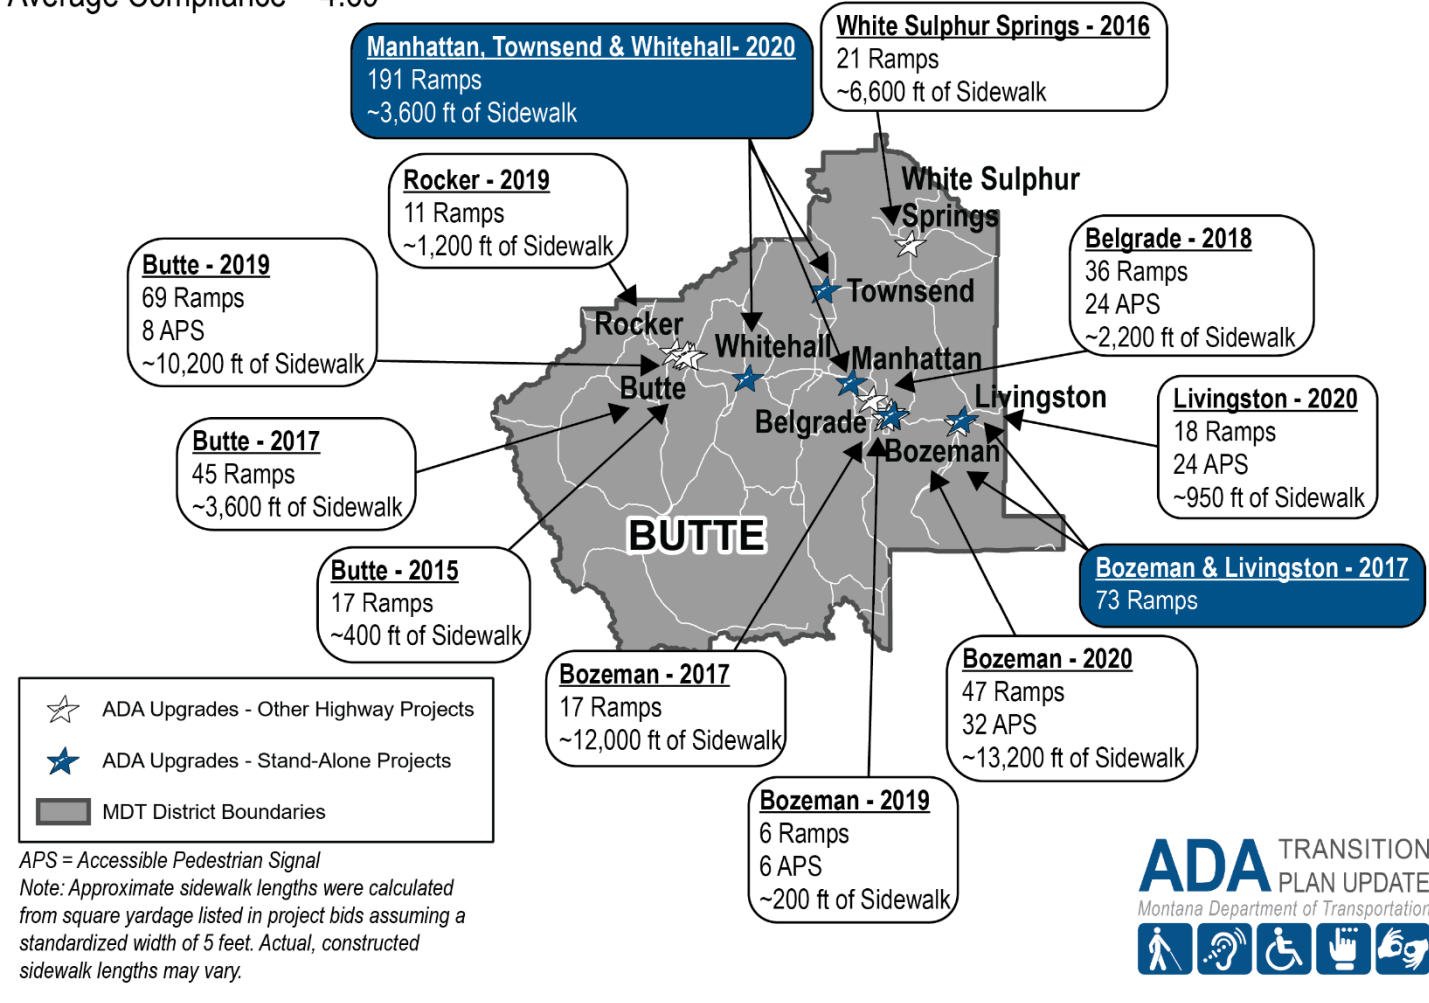 Average Compliance
White Sulphur Springs - 2016
21 Ramps
~6,600 ft of Sidewalk
Manhattan, Townsend & Whitehall- 2020
191 Ramps
~3,600 ft of Sidewalk
Rocker - 2019
11 Ramps
~1,200 ft of Sidewalk
White Sulphur
Springs
Belgrade - 2018
36 Ramps
24 APS
~2,200 ft of Sidewalk
Butte - 2019
69 Ramps
8 APS
~10,200 ft of Sidewalk
Townsend
Rocker
Whitehall
Manhattan
Butte
Livingston
Belgrade
Bozeman
Livingston - 2020
18 Ramps
24 APS
~950 ft of Sidewalk
Butte - 2017
45 Ramps
~3,600 ft of Sidewalk
BUTTE
Butte - 2015
17 Ramps
~400 ft of Sidewalk
Bozeman & Livingston - 2017
73 Ramps
Bozeman - 2017
17 Ramps
~12,000 ft of Sidewalk
Bozeman - 2020
47 Ramps
32 APS
~13,200 ft of Sidewalk
Bozeman - 2019
6 Ramps
6 APS
~200 ft of Sidewalk
ADA Upgrades - Other Highway Projects
ADA Upgrades - Stand-Alone Projects
MDT District Boundaries
APS = Accessible Pedestrian Signal
Note: Approximate sidewalk lengths were calculated
from square yardage listed in project bids assuming a
standardized width of 5 feet. Actual, constructed
sidewalk lengths may vary.
ADA TRANSITION
PLAN UPDATE
Montana Department of Transportation